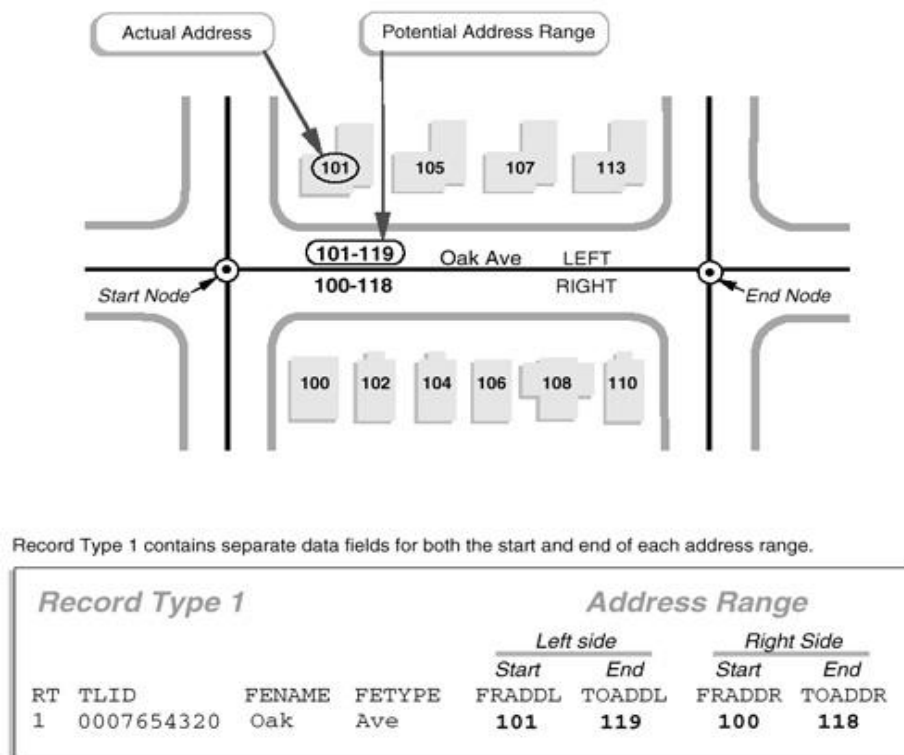 Actual Address
Potential Address Range
101 105 107 113
101-119 Oak Ave LEFT
100-118 RIGHT
Start Node
End Node
100 102 104 106 108 110
Record Type 1 contains separate data fields for both the start and end of each address range.
Record Type 1 Address Range
Left side Right Side
Start End Start End
RT TLID FENAME FETYPE FRADDL TOADDL FRADDR TOADDR
1 0007654320 Oak Ave 101 119 100 118